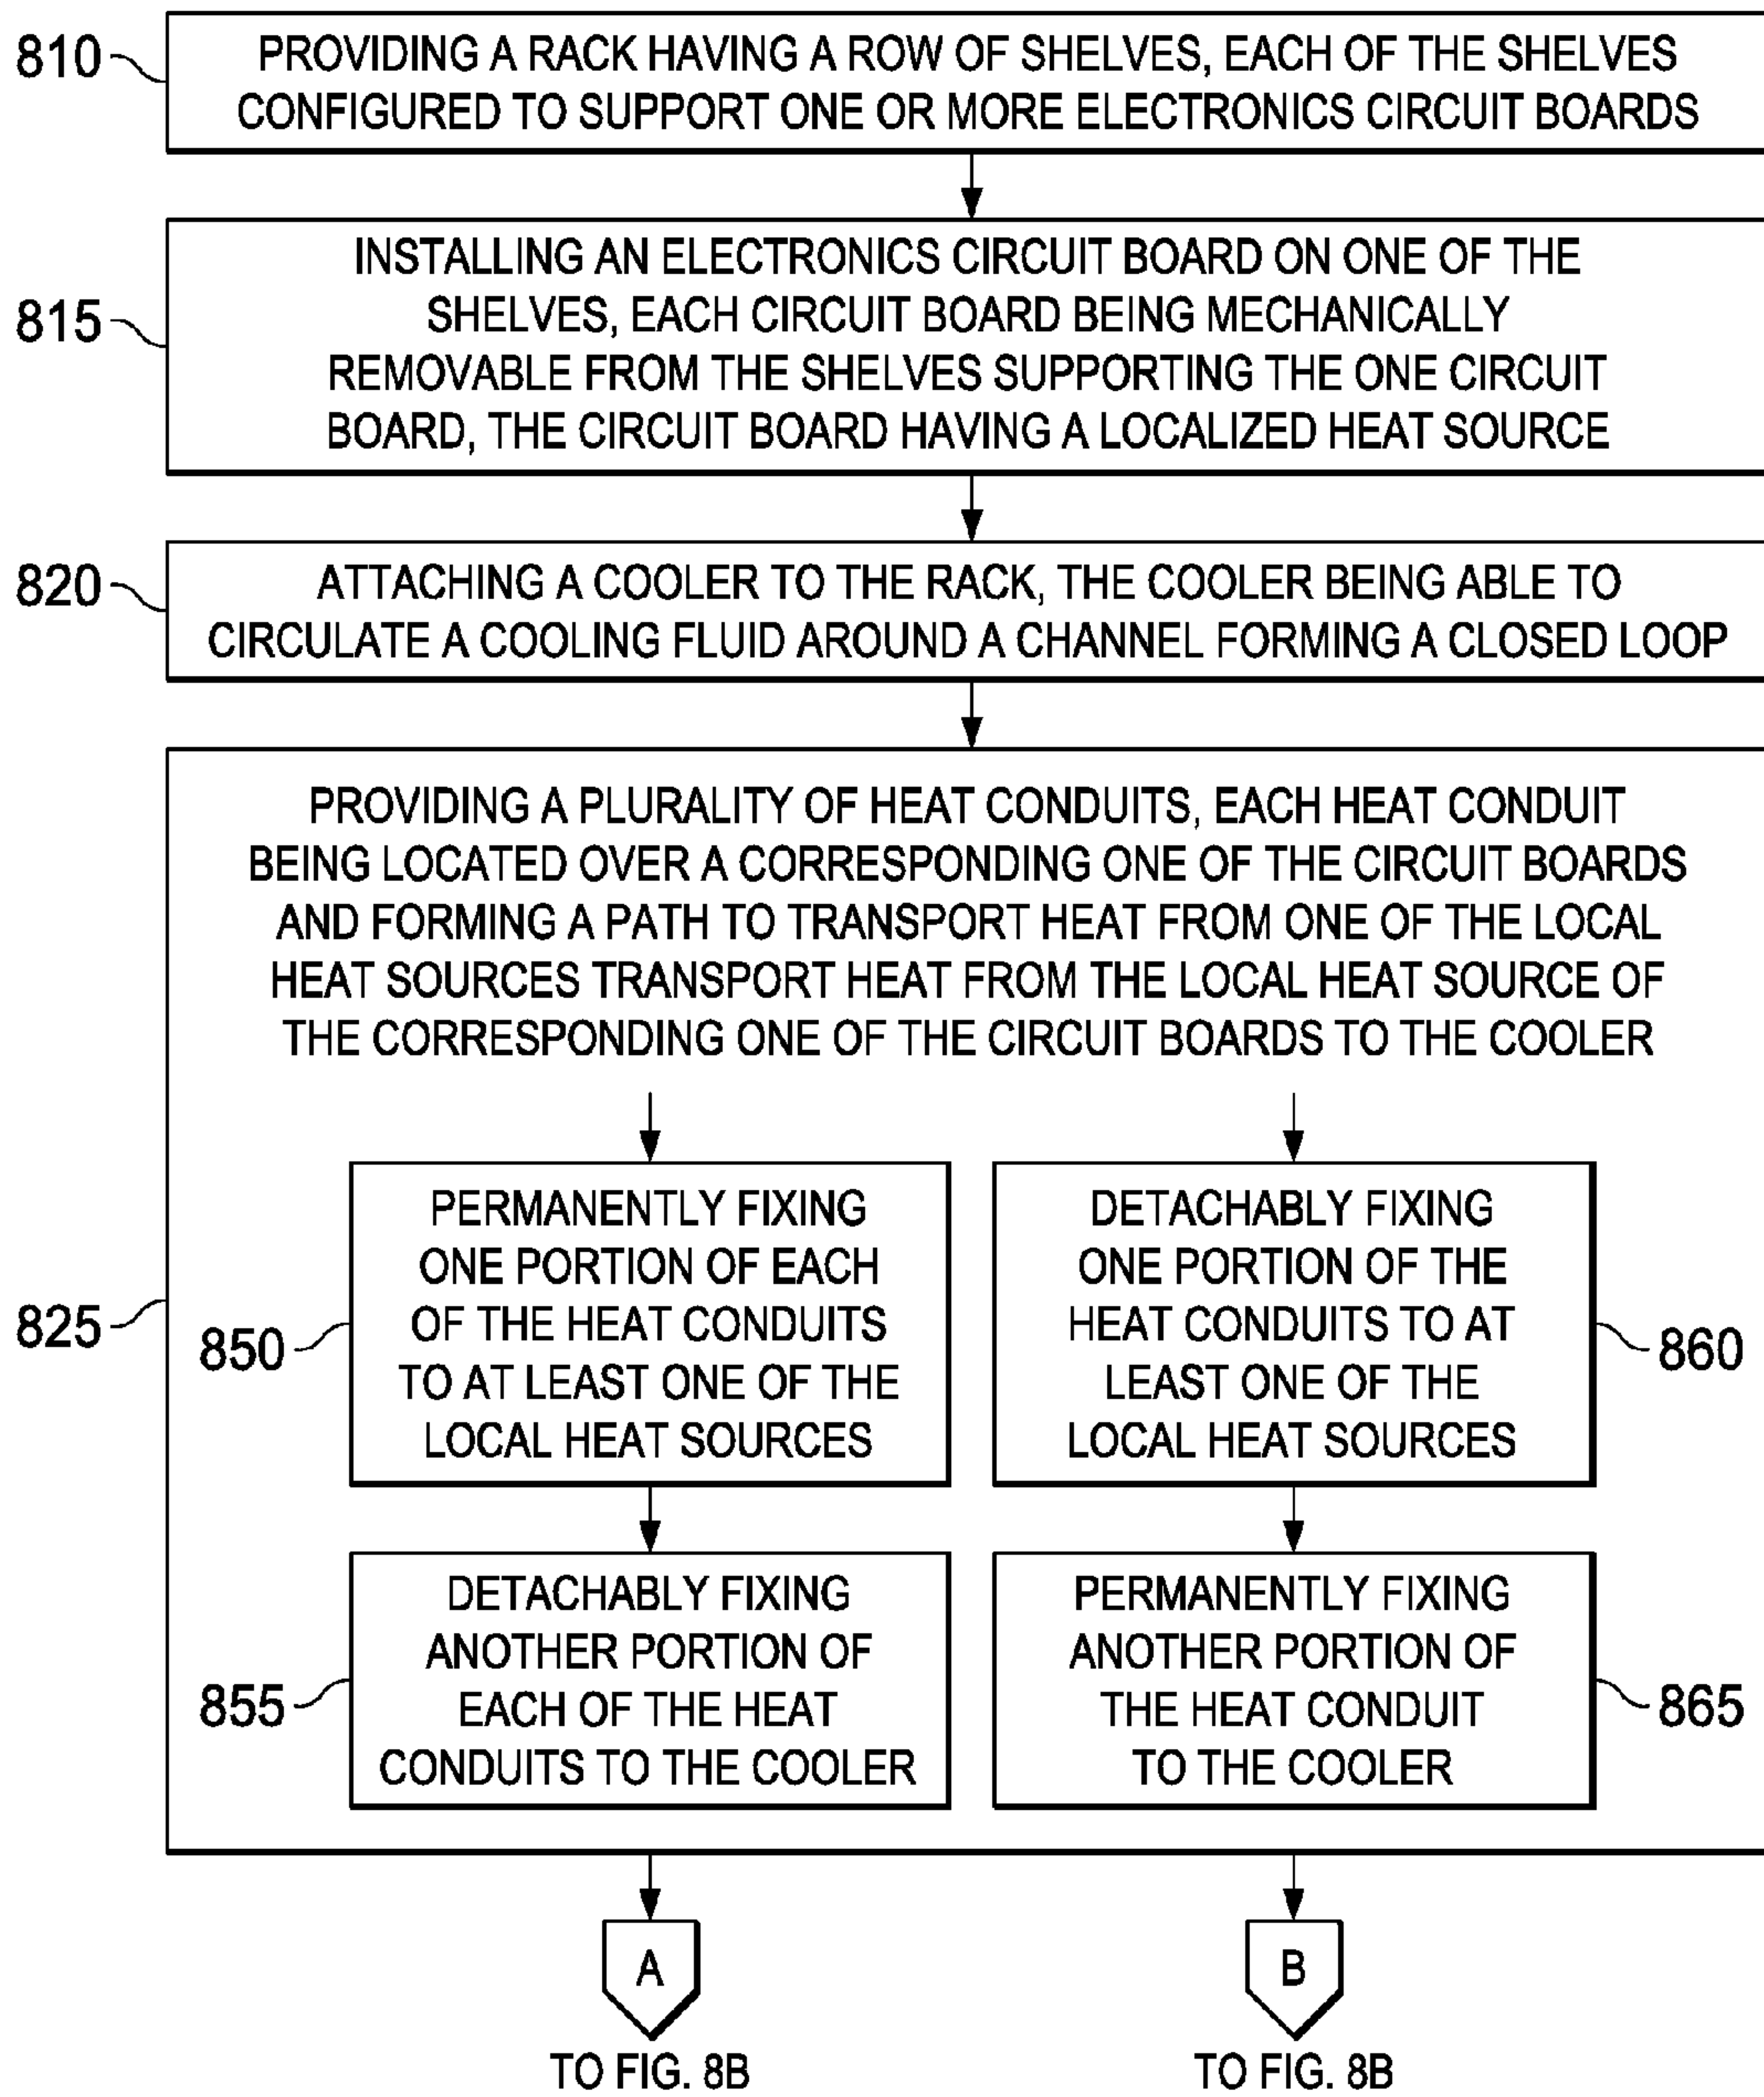 810
PROVIDING A RACK HAVING A ROW OF SHELVES, EACH OF THE SHELVES
CONFIGURED TO SUPPORT ONE OR MORE ELECTRONICS CIRCUIT BOARDS
815
INSTALLING AN ELECTRONICS CIRCUIT BOARD ON ONE OF THE
SHELVES, EACH CIRCUIT BOARD BEING MECHANICALLY
REMOVABLE FROM THE SHELVES SUPPORTING THE ONE CIRCUIT
BOARD, THE CIRCUIT BOARD HAVING A LOCALIZED HEAT SOURCE
820
ATTACHING A COOLER TO THE RACK, THE COOLER BEING ABLE TO
CIRCULATE A COOLING FLUID AROUND A CHANNEL FORMING A CLOSED LOOP
825
PROVIDING A PLURALITY OF HEAT CONDUITS, EACH HEAT CONDUIT
BEING LOCATED OVER A CORRESPONDING ONE OF THE CIRCUIT BOARDS
AND FORMING A PATH TO TRANSPORT HEAT FROM ONE OF THE LOCAL
HEAT SOURCES TRANSPORT HEAT FROM THE LOCAL HEAT SOURCE OF
THE CORRESPONDING ONE OF THE CIRCUIT BOARDS TO THE COOLER
850
PERMANENTLY FIXING
ONE PORTION OF EACH
OF THE HEAT CONDUITS
TO AT LEAST ONE OF THE
LOCAL HEAT SOURCES
855
DETACHABLY FIXING
ANOTHER PORTION OF
EACH OF THE HEAT
CONDUITS TO THE COOLER
860
DETACHABLY FIXING
ONE PORTION OF THE
HEAT CONDUITS TO AT
LEAST ONE OF THE
LOCAL HEAT SOURCES
865
PERMANENTLY FIXING
ANOTHER PORTION OF
THE HEAT CONDUIT
TO THE COOLER
A
TO FIG. 8B
B
TO FIG. 8B